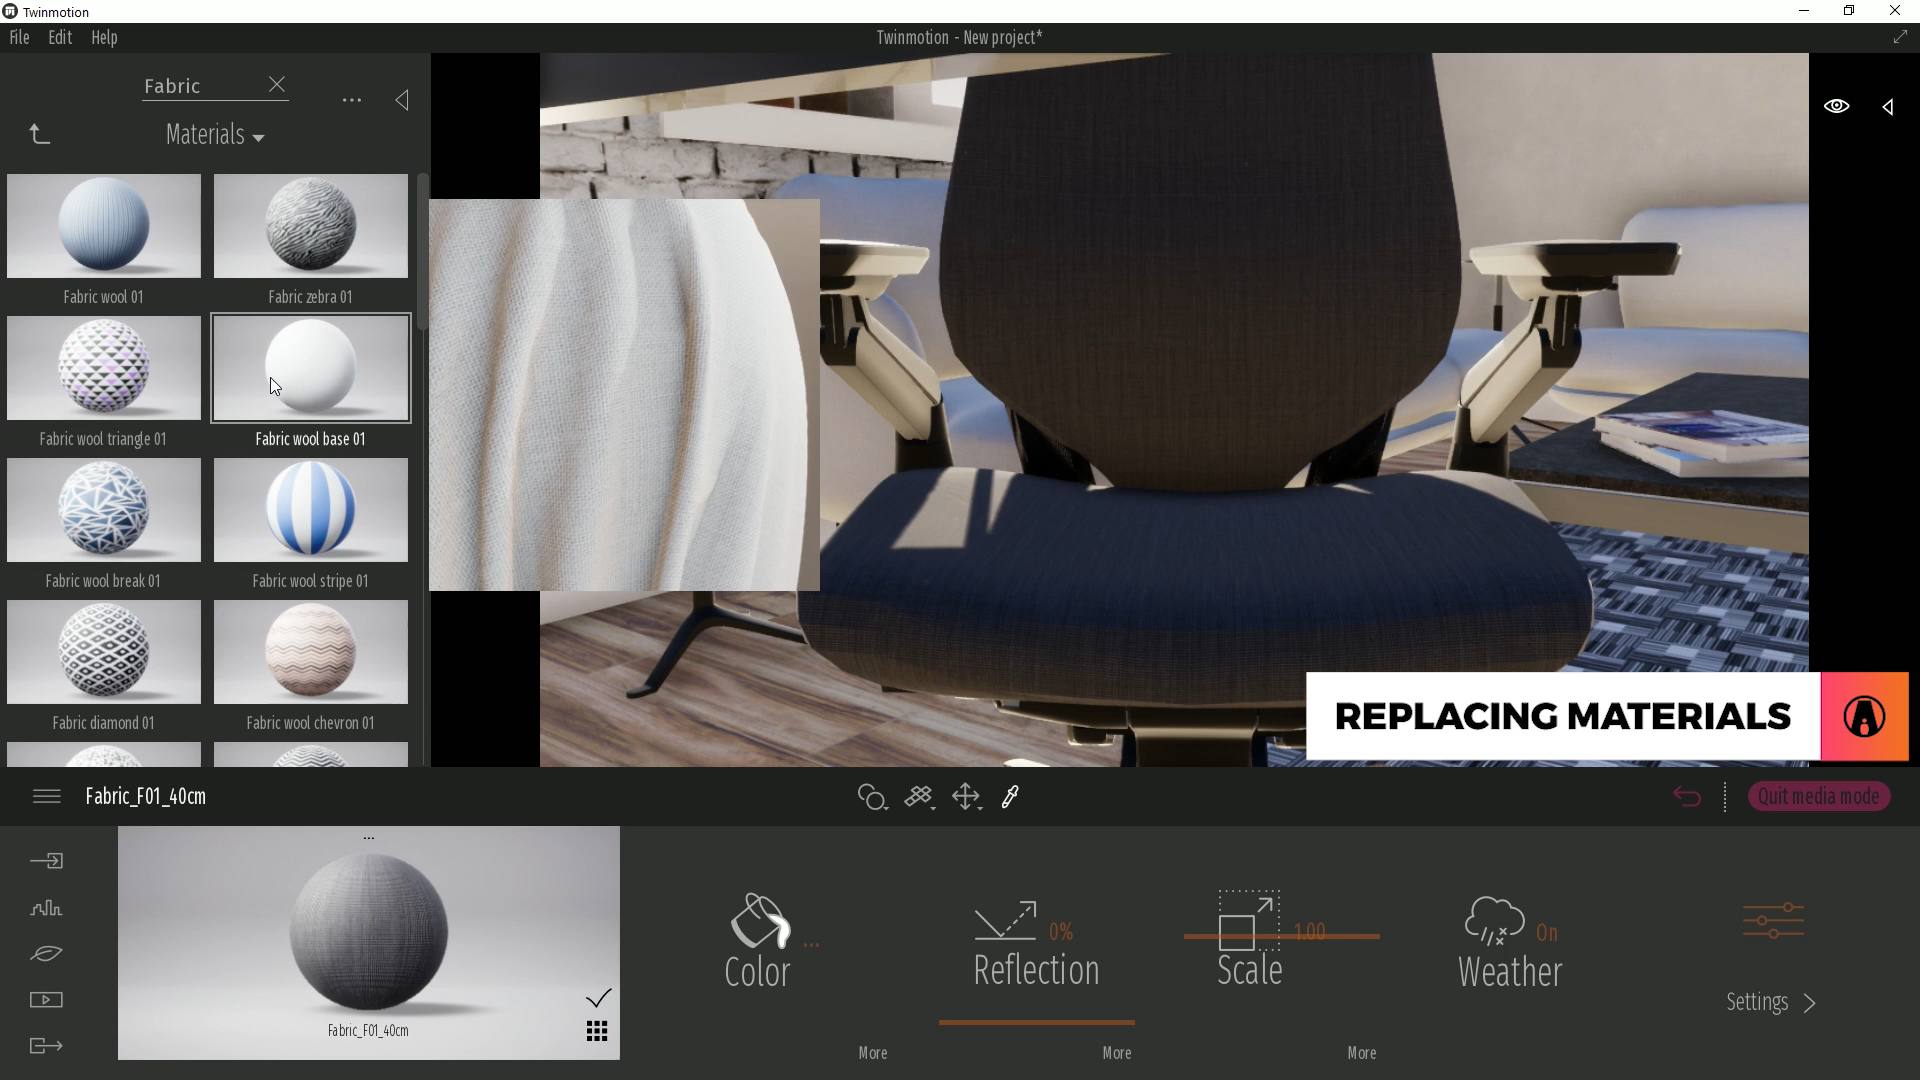 Twinmotion
File Edit Help
Twinmotion - New project*
Fabric
...
Materials
Fabric wool 01
Fabric zebra 01
Fabric wool triangle 01
Fabric wool base 01
Fabric wool break 01
Fabric wool stripe 01
Fabric diamond 01
Fabric wool chevron 01
REPLACING MATERIALS
Fabric_F01_40cm
Quit media mode
...
Fabric_F01_40cm
...
Color
More
0%
Reflection
More
1.00
Scale
More
On
Weather
Settings